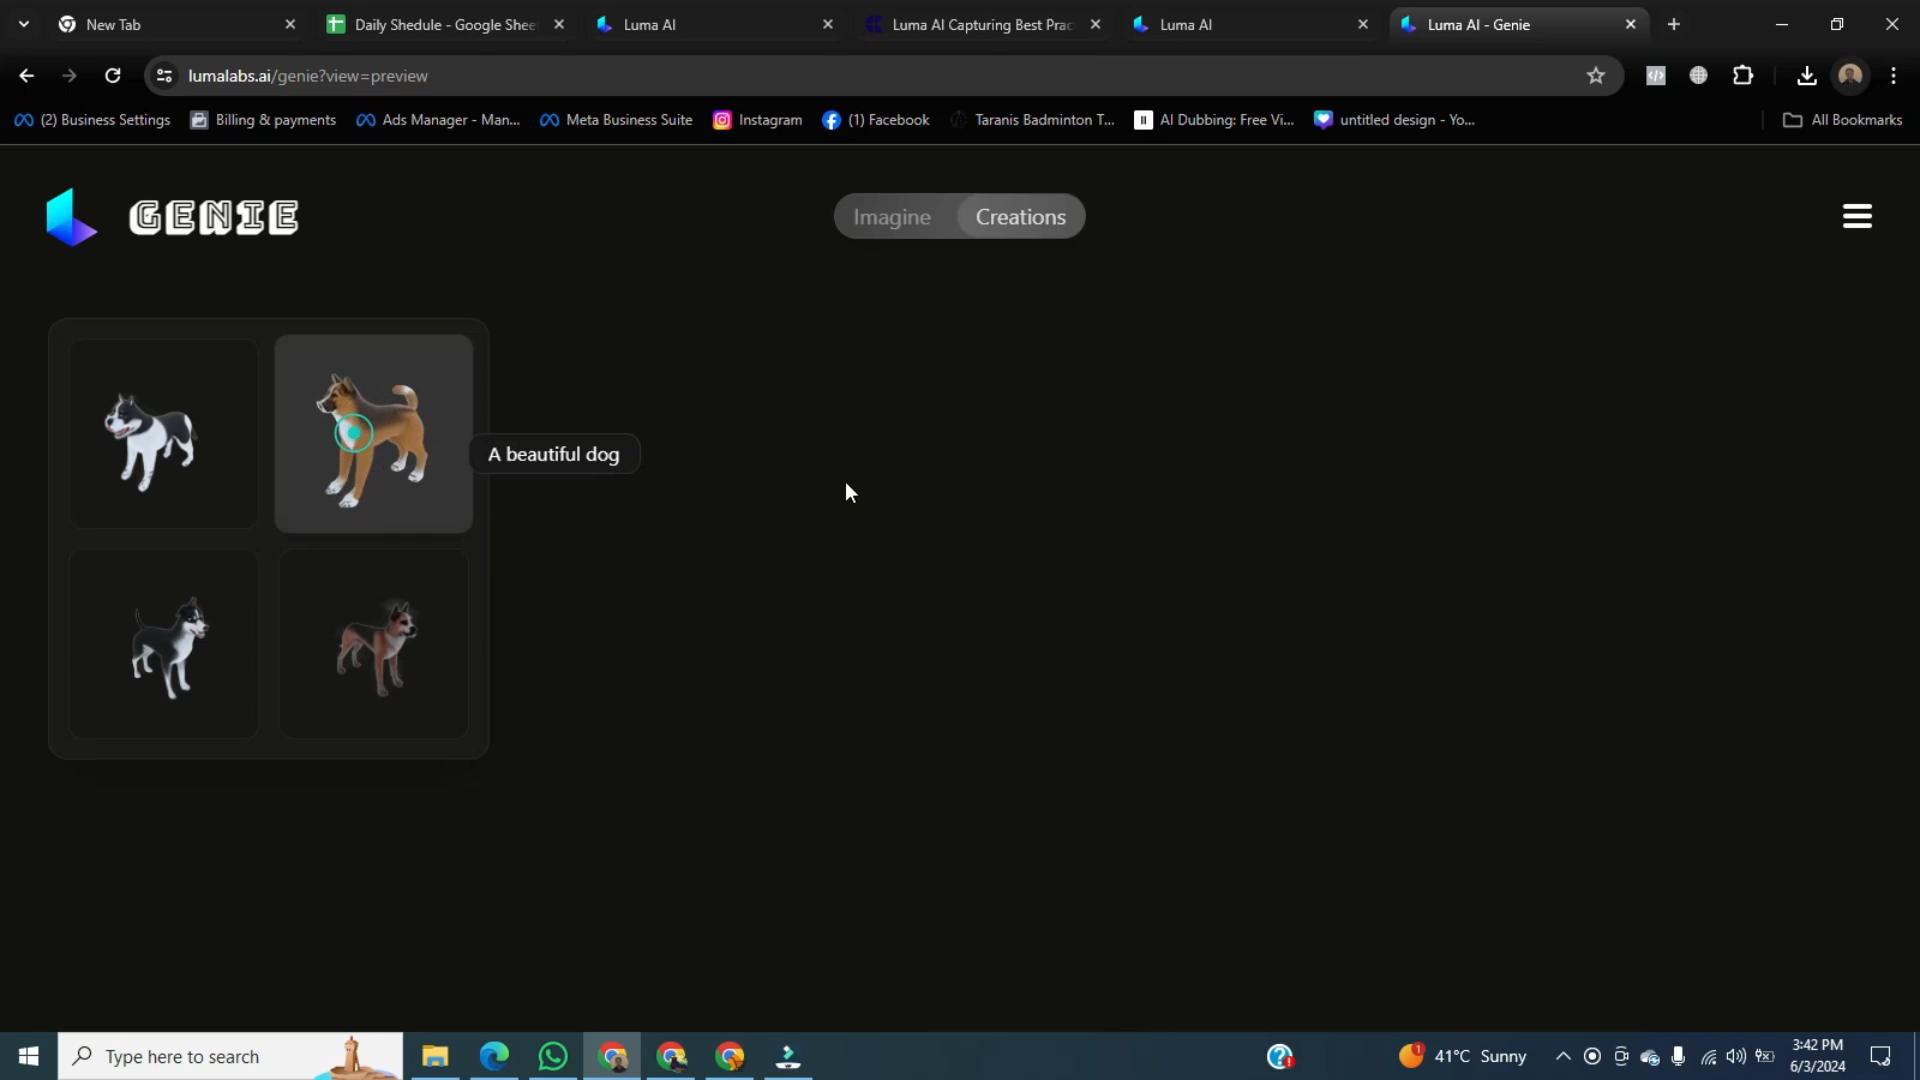 New Tab
Daily Shedule - Google Shee
Luma AI
Luma AI Capturing Best Prac
Luma AI
Luma AI - Genie
lumalabs.ai/genie?view=preview
(2) Business Settings
Billing & payments
Ads Manager - Man...
Meta Business Suite
Instagram
(1) Facebook
Taranis Badminton T...
AI Dubbing: Free Vi...
untitled design - Yo...
All Bookmarks
GENIE
Imagine
Creations
A beautiful dog
Type here to search
1
41°C Sunny
3:42 PM
6/3/2024